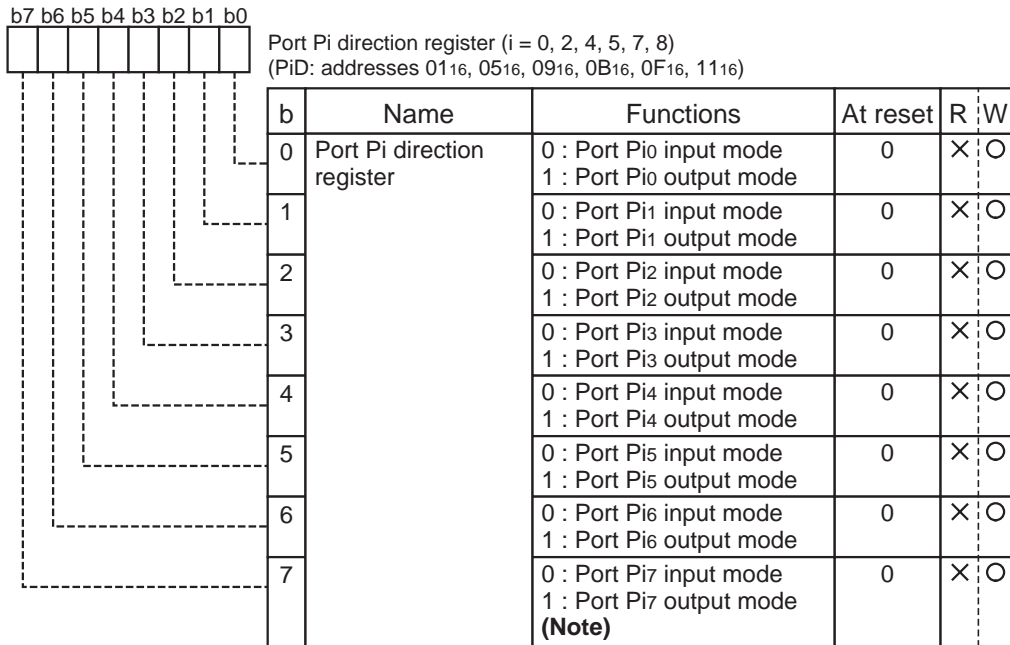 b7 b6 b5 b4 b3 b2 b1 b0
Port Pi direction register (i = 0, 2, 4, 5, 7, 8)
(PiD: addresses 0116, 0516, 0916, 0B16, 0F16, 1116)
b Name Functions At reset R W
0 Port Pi direction register 0 : Port Pi0 input mode 0 ✕ O
1 : Port Pi0 output mode
1 0 : Port Pi1 input mode 0 ✕ O
1 : Port Pi1 output mode
2 0 : Port Pi2 input mode 0 ✕ O
1 : Port Pi2 output mode
3 0 : Port Pi3 input mode 0 ✕ O
1 : Port Pi3 output mode
4 0 : Port Pi4 input mode 0 ✕ O
1 : Port Pi4 output mode
5 0 : Port Pi5 input mode 0 ✕ O
1 : Port Pi5 output mode
6 0 : Port Pi6 input mode 0 ✕ O
1 : Port Pi6 output mode
7 0 : Port Pi7 input mode 0 ✕ O
1 : Port Pi7 output mode
(Note)